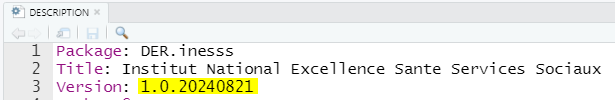 DESCRIPTION
1 Package: DER.inesss
2 Title: Institut National Excellence Sante Services Sociaux
3 Version: 1.0.20240821